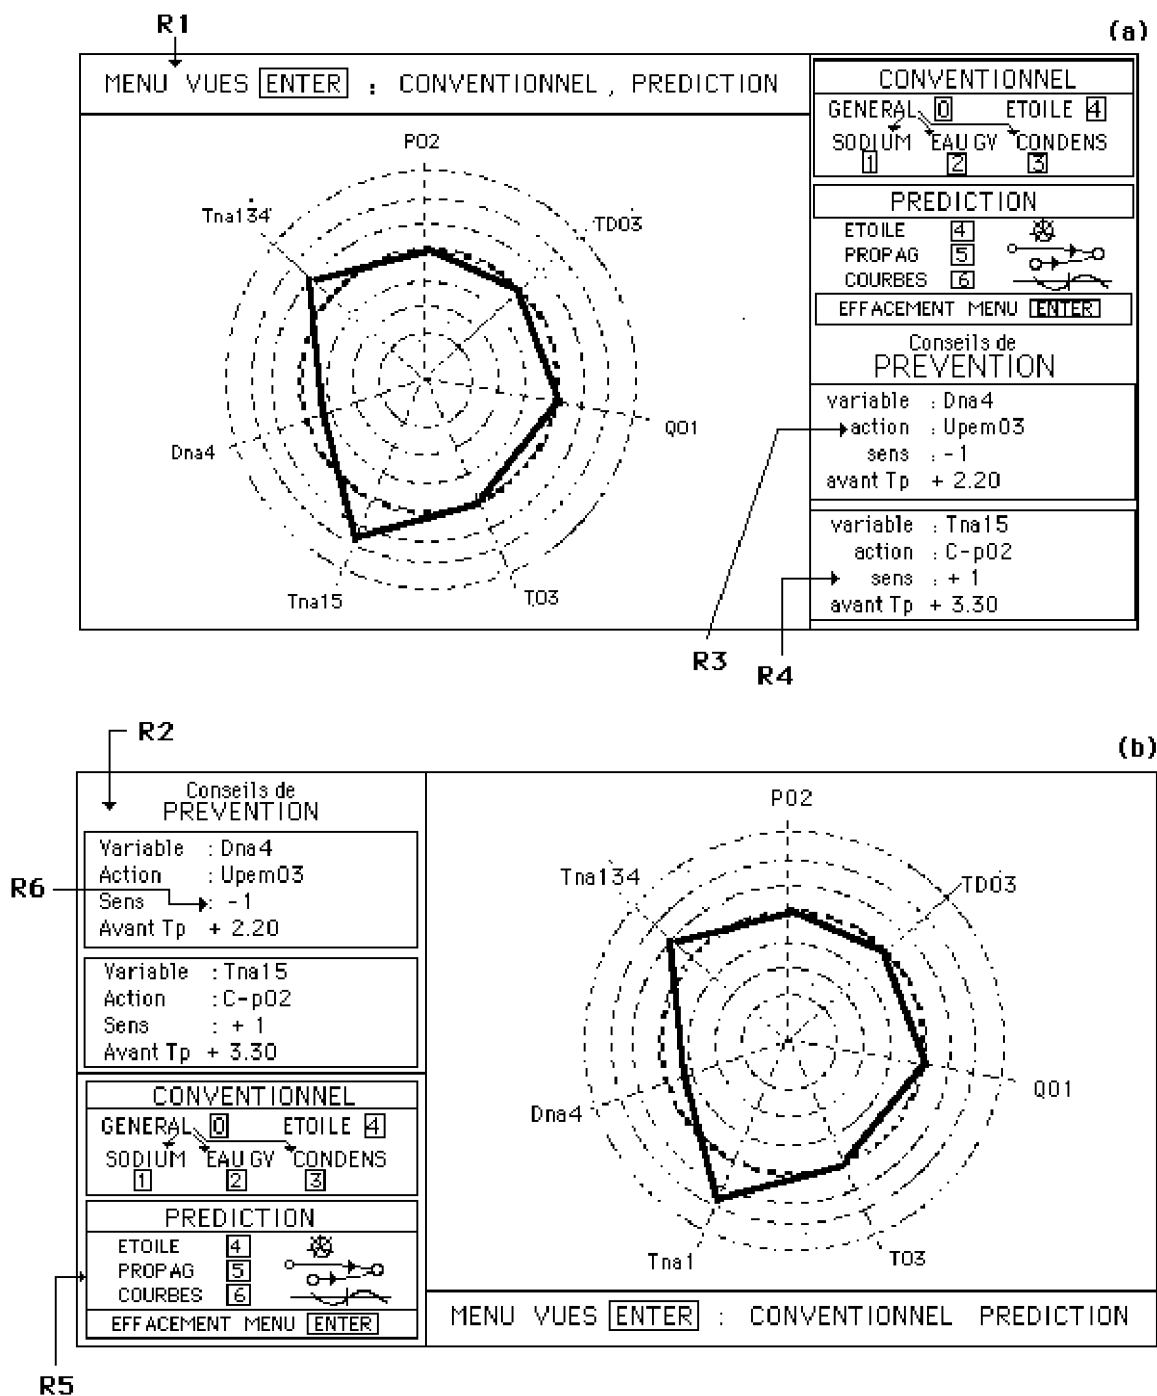 R1
(a)
MENU VUES ENTER : CONVENTIONNEL, PREDICTION
PO2
Tna134
TD03
Q01
Dna4
Tna15
T03
CONVENTIONNEL
GENERAL 0 ETOILE 4
SODIUM EAU GV CONDENS
1 2 3
PREDICTION
ETOILE 4
PROPAG 5
COURBES 6
EFFACEMENT MENU ENTER
Conseils de
PREVENTION
variable : Dna4
action : Upem03
sens : -1
avant Tp + 2.20
variable : Tna15
action : C-p02
sens : + 1
avant Tp + 3.30
R3
R4
R2
(b)
Conseils de
PREVENTION
Variable : Dna4
Action : Upem03
R6
Sens : -1
Avant Tp + 2.20
Variable : Tna15
Action : C-p02
Sens : + 1
Avant Tp + 3.30
CONVENTIONNEL
GENERAL 0 ETOILE 4
SODIUM EAU GV CONDENS
1 2 3
PREDICTION
ETOILE 4
PROPAG 5
COURBES 6
EFFACEMENT MENU ENTER
R5
P02
Tna134
TD03
Q01
Dna4
Tna1
T03
MENU VUES ENTER : CONVENTIONNEL PREDICTION